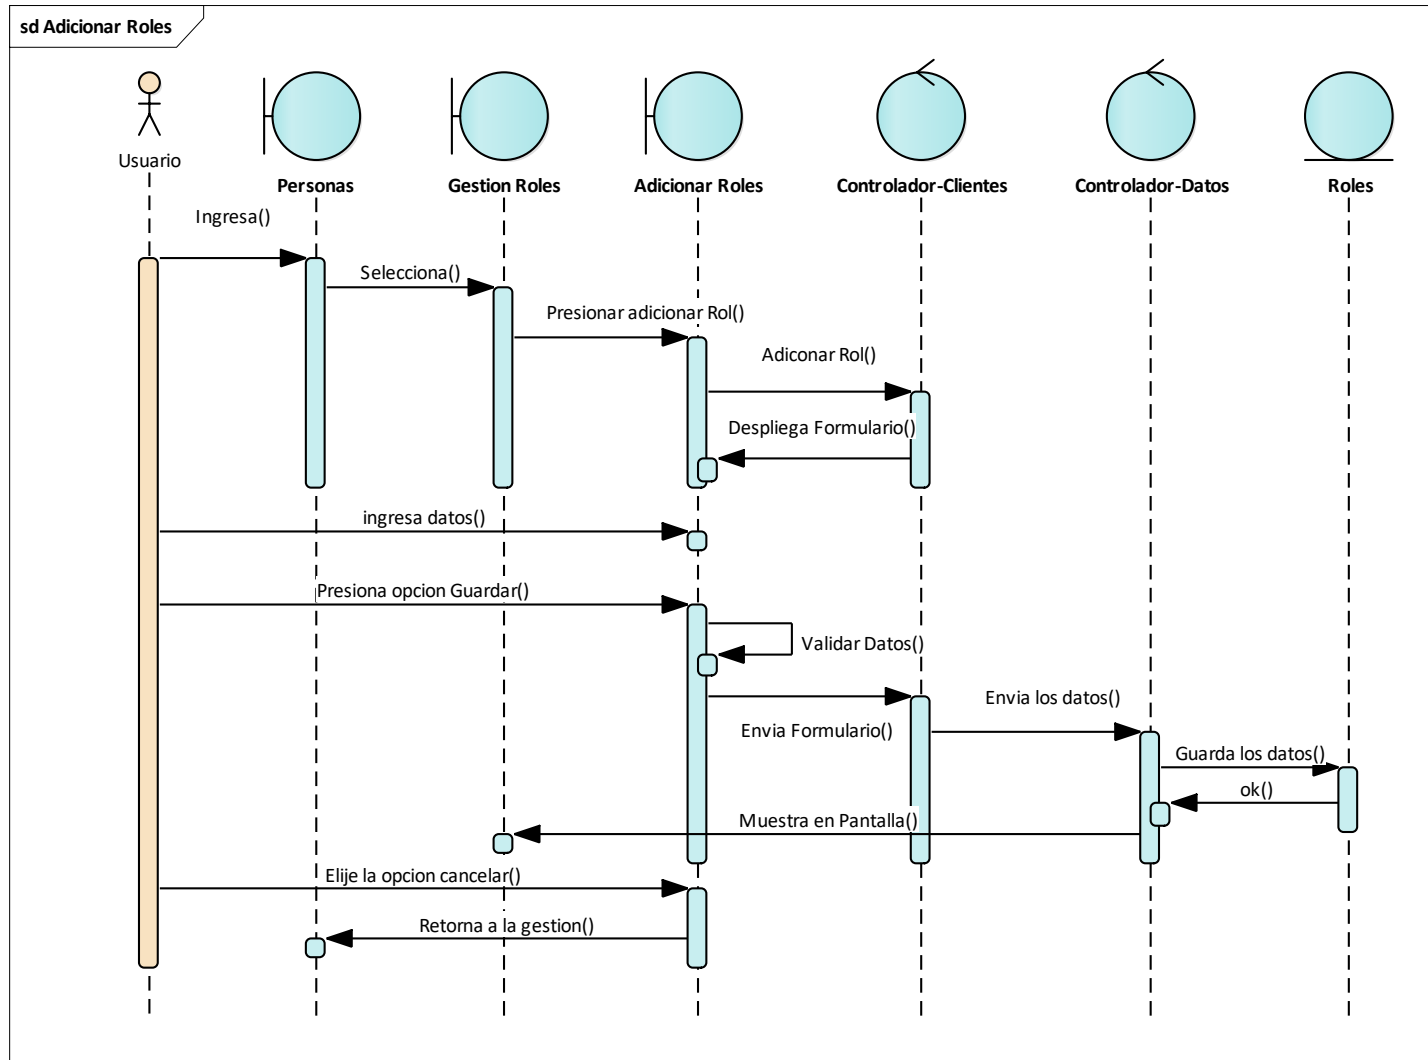 sd Adicionar Roles
Usuario
Personas
Gestion Roles
Adicionar Roles
Controlador-Clientes
Controlador-Datos
Roles
Ingresa()
Selecciona()
Presionar adicionar Rol()
Adiconar Rol()
Despliega Formulario()
ingresa datos()
Presiona opcion Guardar()
Validar Datos()
Envia Formulario()
Envia los datos()
Guarda los datos()
ok()
Muestra en Pantalla()
Elije la opcion cancelar()
Retorna a la gestion()